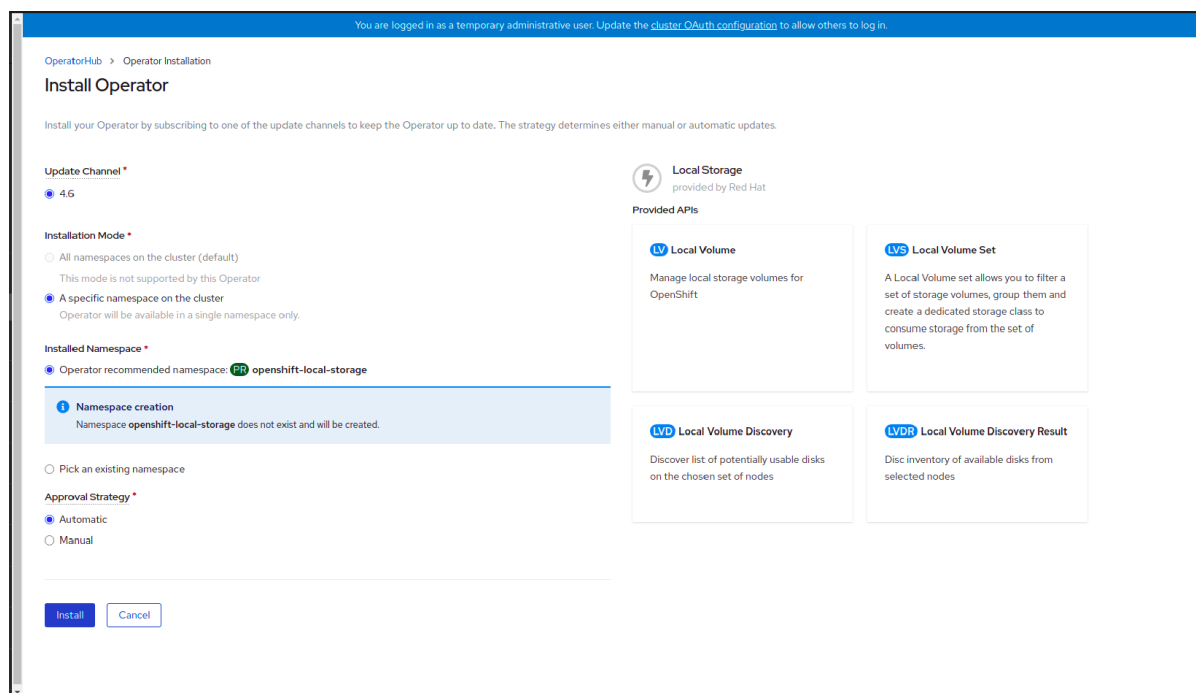 You are logged in as a temporary administrative user. Update the cluster OAuth configuration to allow others to log in.
OperatorHub > Operator Installation
Install Operator
Install your Operator by subscribing to one of the update channels to keep the Operator up to date. The strategy determines either manual or automatic updates.
Update Channel *
4.6
Installation Mode *
All namespaces on the cluster (default)
This mode is not supported by this Operator
A specific namespace on the cluster
Operator will be available in a single namespace only.
Installed Namespace *
Operator recommended namespace: PR openshift-local-storage
Namespace creation
Namespace openshift-local-storage does not exist and will be created.
Pick an existing namespace
Approval Strategy *
Automatic
Manual
Install
Cancel
Local Storage
provided by Red Hat
Provided APIs
LV Local Volume
Manage local storage volumes for
OpenShift
LVS Local Volume Set
A Local Volume set allows you to filter a
set of storage volumes, group them and
create a dedicated storage class to
consume storage from the set of
volumes.
LVD Local Volume Discovery
Discover list of potentially usable disks
on the chosen set of nodes
LVDR Local Volume Discovery Result
Disc inventory of available disks from
selected nodes